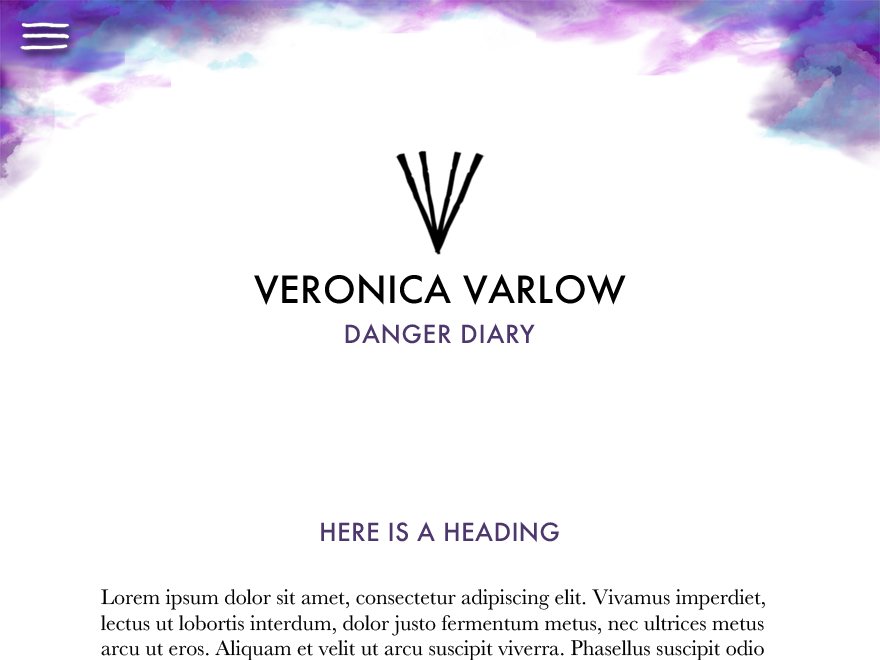 VERONICA VARLOW
DANGER DIARY
HERE IS A HEADING
Lorem ipsum dolor sit amet, consectetur adipiscing elit. Vivamus imperdiet,
lectus ut lobortis interdum, dolor justo fermentum metus, nec ultrices metus
arcu ut eros. Aliquam et velit ut arcu suscipit viverra. Phasellus suscipit odio